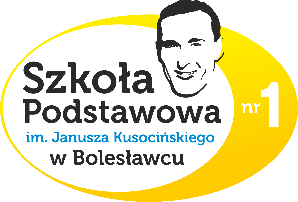 Szkoła
Podstawowa
nr 1
im. Janusza Kusocińskiego
w Bolesławcu